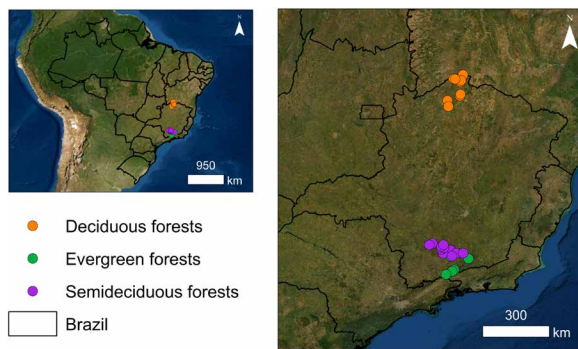 N
950
km
Deciduous forests
Evergreen forests
Semideciduous forests
Brazil
N
300
km